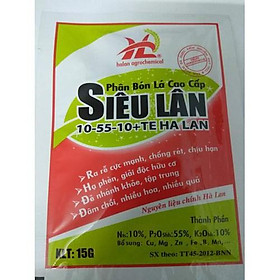 halan agrochemical
Phân Bón Lá Cao Cấp
SIÊU LÂN
10-55-10+TE HA LAN
Ra rễ cực mạnh, chống rét, chịu hạn
Hạ phèn, giải độc hữu cơ
Đẻ nhánh khỏe, tập trung
Đâm chồi, nhiều hoa, nhiều quả
Nguyên liệu chính Hà Lan
Thành Phần
N: 10%, P2O5: 55%, K2O: 10%
Bổ sung: Cu, Mg, Zn, Fe, B, Mn,
KLT: 15G
SX theo: TT45-2012-BNN